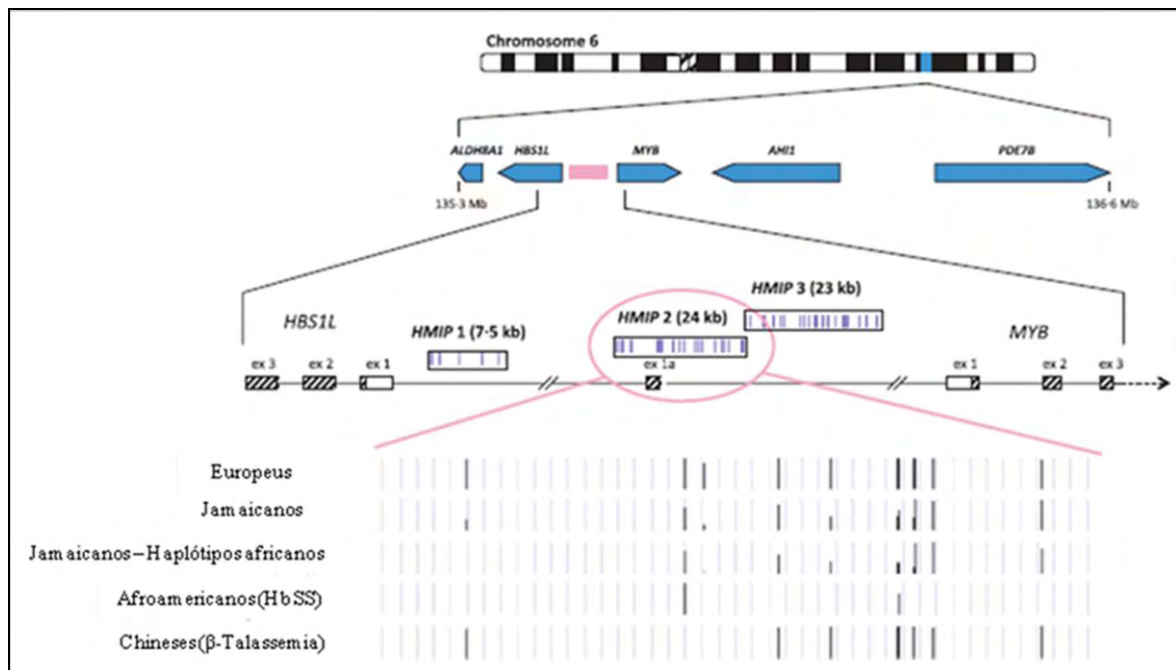 Chromosome 6
ALDH8A1 HBS1L MYB AHI1 PDE7B
135·3 Mb 136·6 Mb
HMIP 3 (23 kb)
HBS1L HMIP 1 (7·5 kb) HMIP 2 (24 kb) MYB
ex 3 ex 2 ex 1 ex 1a ex 1 ex 2 ex 3
Europeus
Jamaicanos
Jamaicanos–Haplótipos africanos
Afroamericanos(HbSS)
Chineses(β-Talassemia)